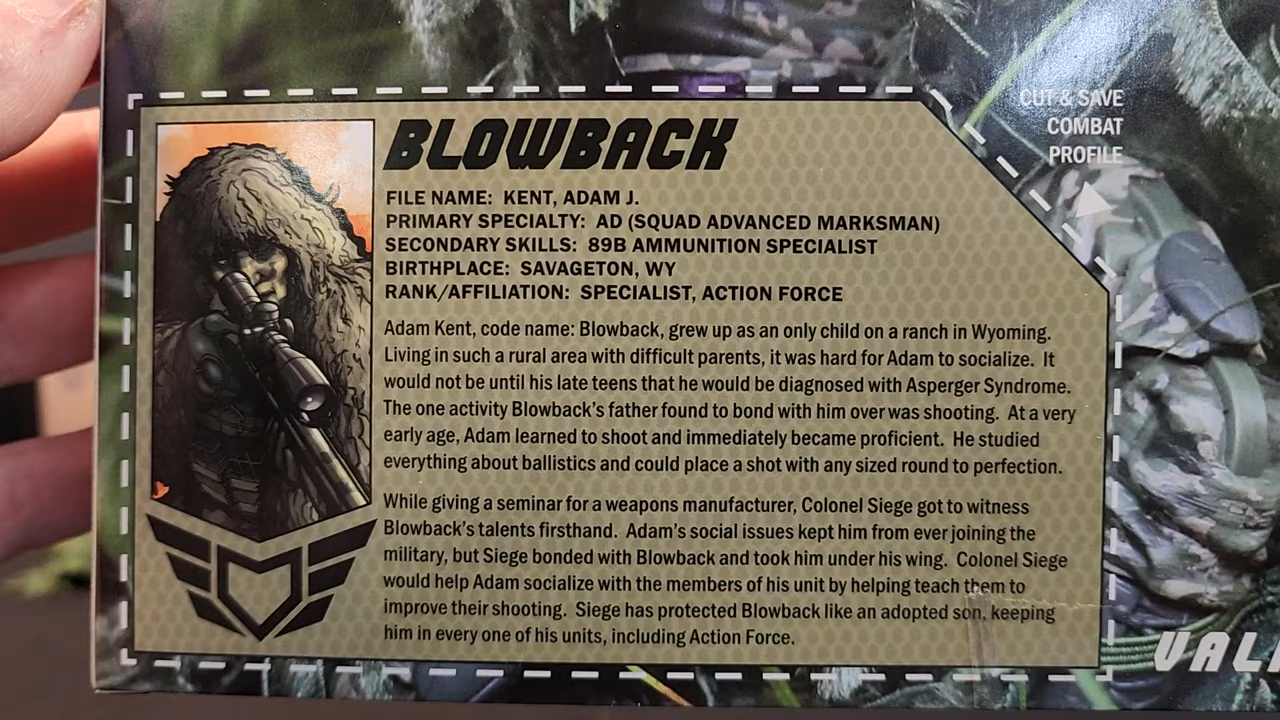 CUT & SAVE
COMBAT
PROFILE
BLOWBACK
FILE NAME: KENT, ADAM J.
PRIMARY SPECIALTY: AD (SQUAD ADVANCED MARKSMAN)
SECONDARY SKILLS: 89B AMMUNITION SPECIALIST
BIRTHPLACE: SAVAGETON, WY
RANK/AFFILIATION: SPECIALIST, ACTION FORCE
Adam Kent, code name: Blowback, grew up as an only child on a ranch in Wyoming.
Living in such a rural area with difficult parents, it was hard for Adam to socialize. It
would not be until his late teens that he would be diagnosed with Asperger Syndrome.
The one activity Blowback's father found to bond with him over was shooting. At a very
early age, Adam learned to shoot and immediately became proficient. He studied
everything about ballistics and could place a shot with any sized round to perfection.
While giving a seminar for a weapons manufacturer, Colonel Siege got to witness
Blowback's talents firsthand. Adam's social issues kept him from ever joining the
military, but Siege bonded with Blowback and took him under his wing. Colonel Siege
would help Adam socialize with the members of his unit by helping teach them to
improve their shooting. Siege has protected Blowback like an adopted son, keeping
him in every one of his units, including Action Force.